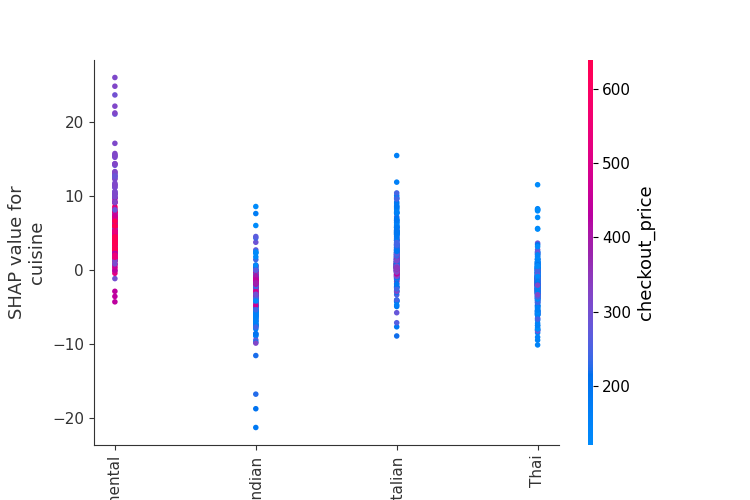 SHAP value for
cuisine
20
10
0
−10
−20
nental
ndian
talian
Thai
600
500
400
300
200
checkout_price